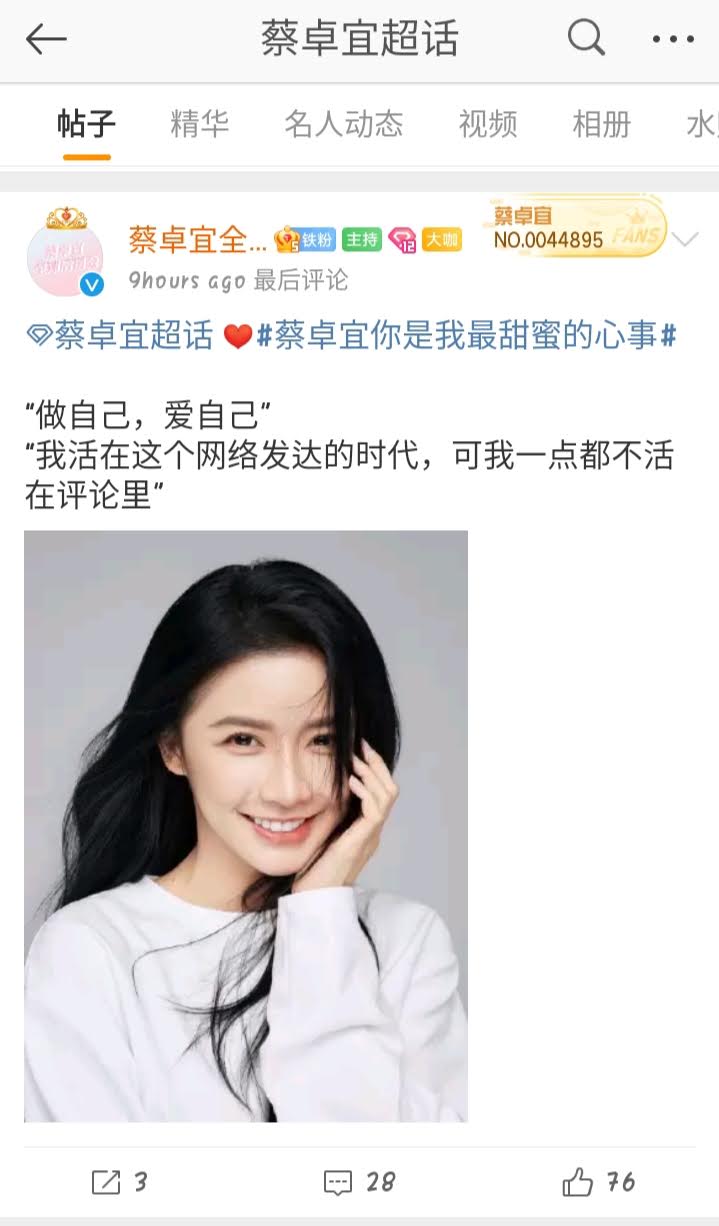 蔡卓宜超话
帖子 精华 名人动态 视频 相册
蔡卓宜全... 5 铁粉 主持 12 大咖
蔡卓宜
NO.0044895 FANS
9hours ago 最后评论
蔡卓宜超话 ❤️#蔡卓宜你是我最甜蜜的心事#
“做自己，爱自己”
“我活在这个网络发达的时代，可我一点都不活
在评论里”
3 28 76